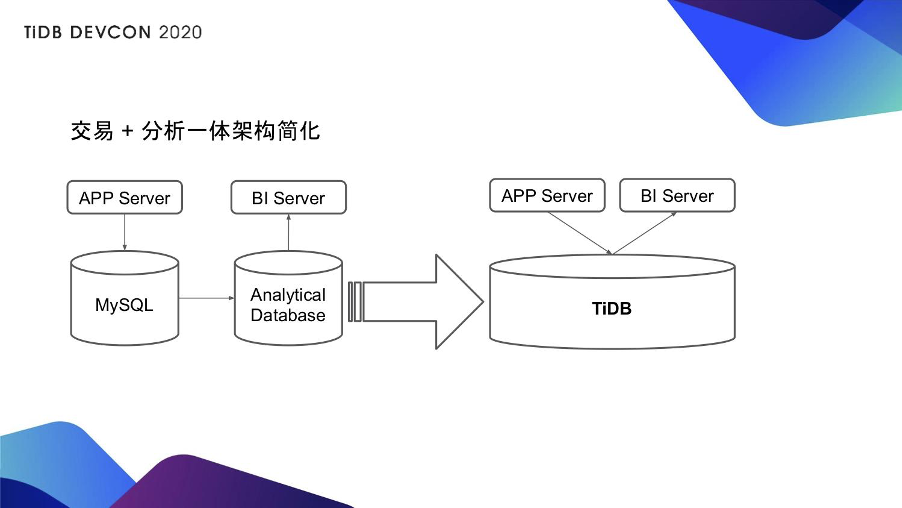 TiDB DEVCON 2020
交易 + 分析一体架构简化
APP Server
BI Server
MySQL
Analytical
Database
APP Server
BI Server
TiDB